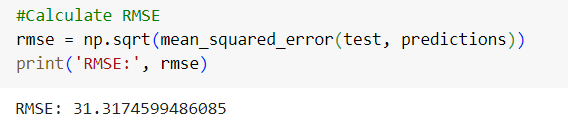 #Calculate RMSE
rmse = np.sqrt(mean_squared_error(test, predictions))
print('RMSE:', rmse)
RMSE: 31.3174599486085